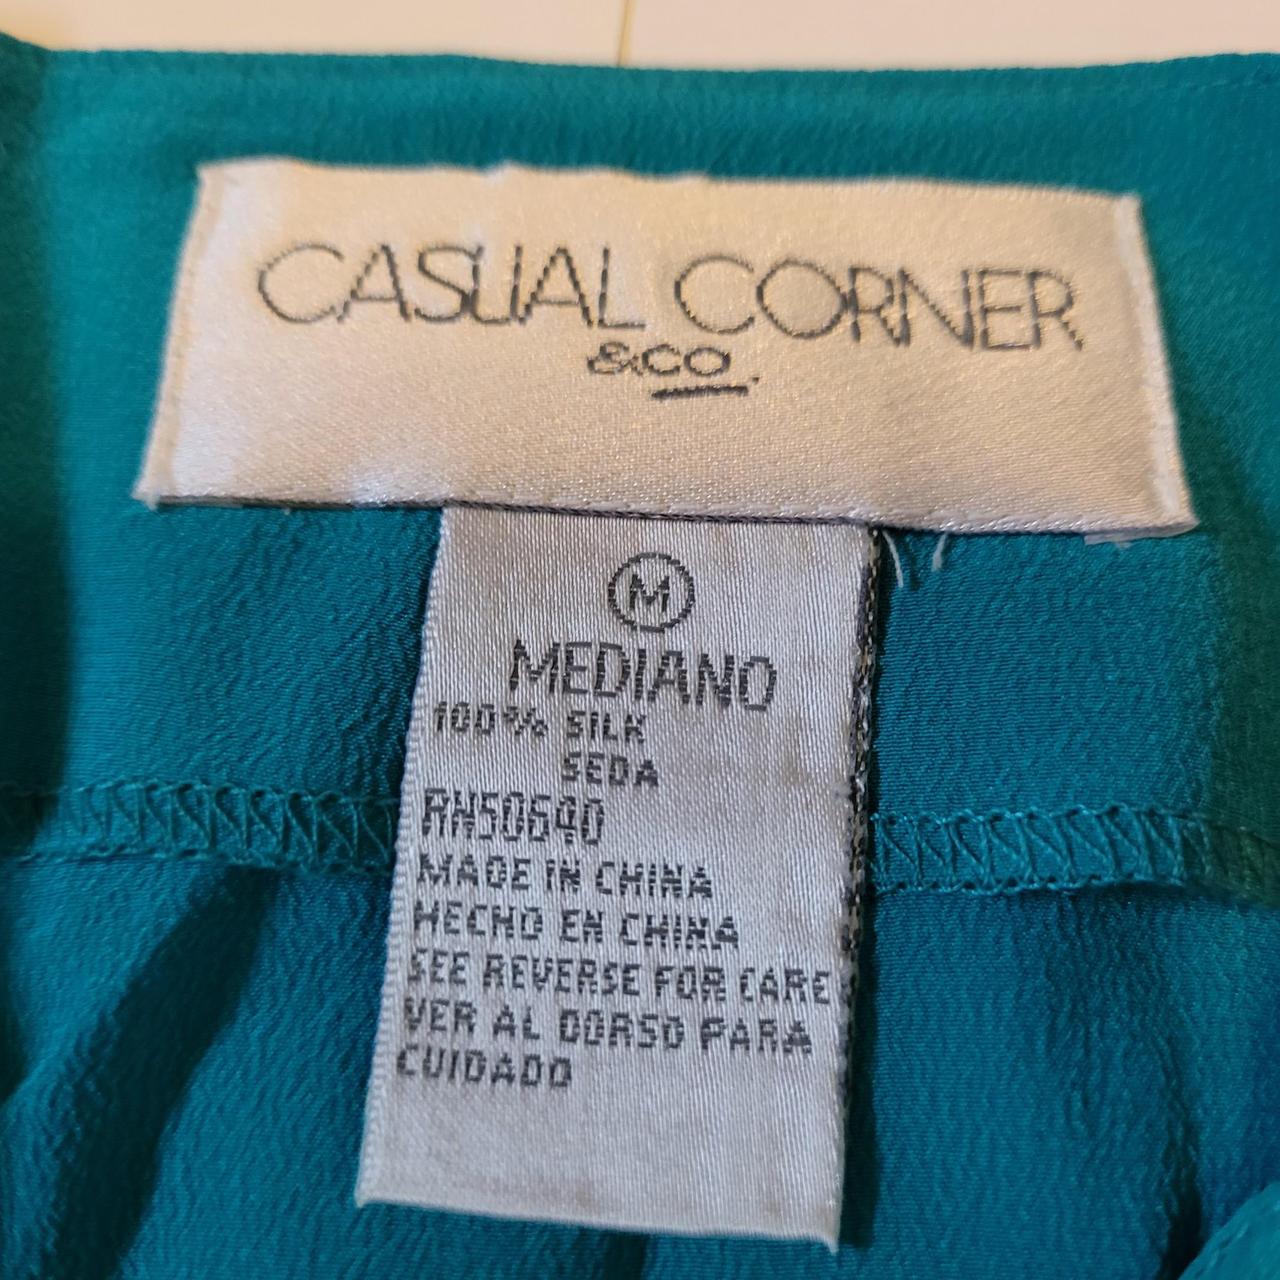 CASUAL CORNER
&CO.
M
MEDIANO
100% SILK
SEDA
RN50640
MADE IN CHINA
HECHO EN CHINA
SEE REVERSE FOR CARE
VER AL DORSO PARA
CUIDADO